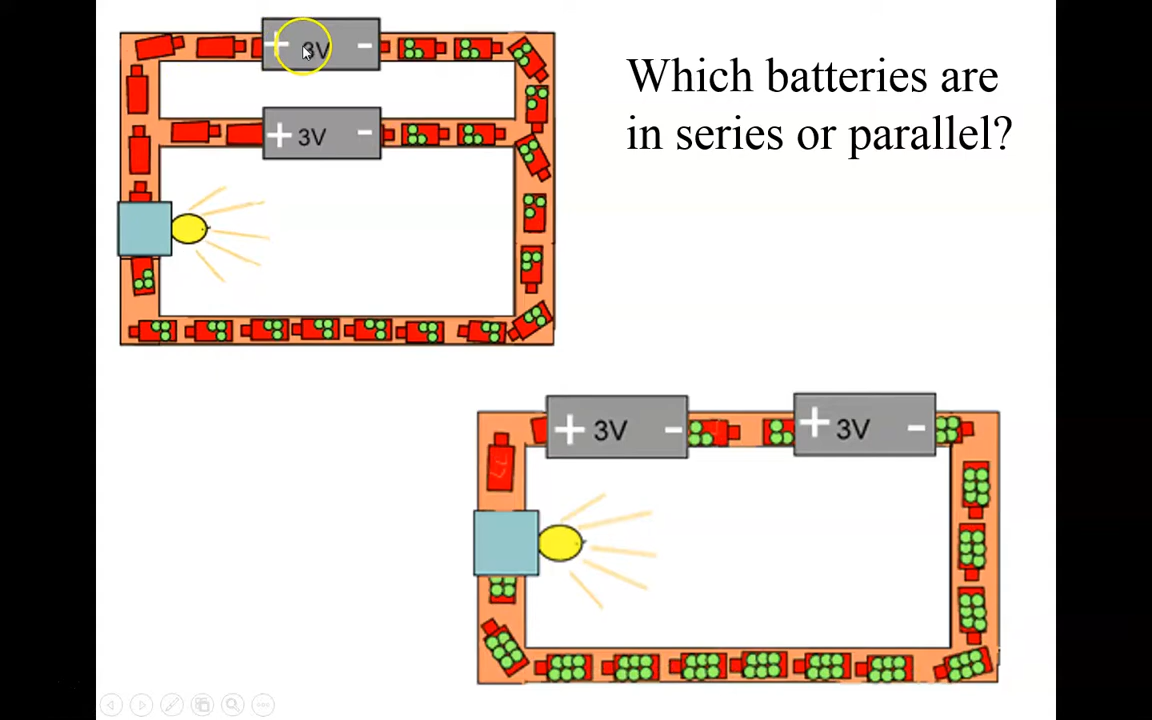 + 3V -
Which batteries are
in series or parallel?
+ 3V -
+ 3V -
+ 3V -